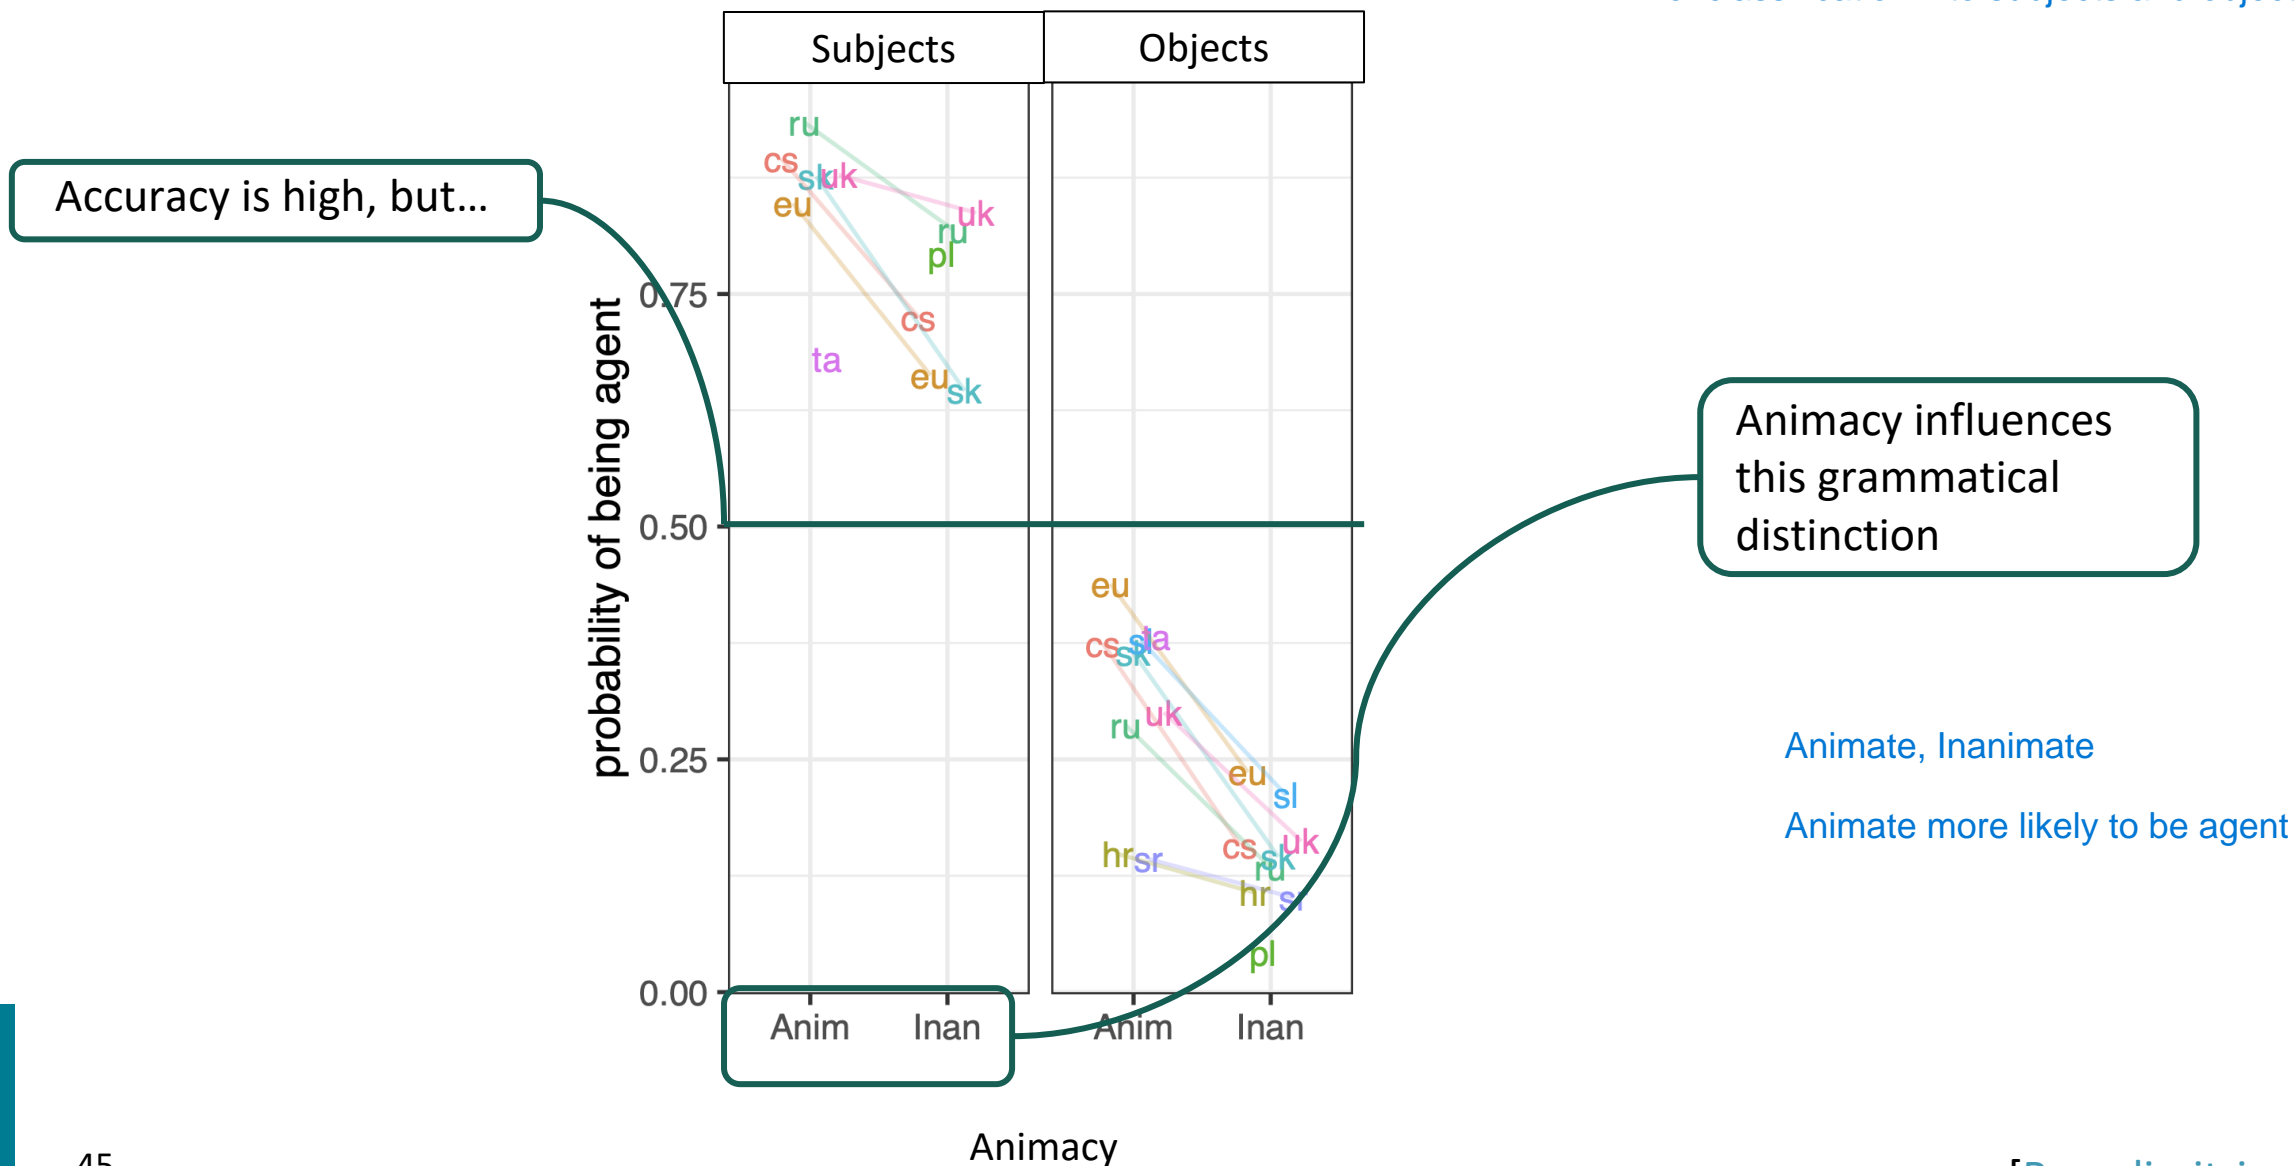 Subjects
Objects
Accuracy is high, but…
probability of being agent
0.75
0.50
0.25
0.00
ru
cs
sk
uk
eu
uk
ru
pl
cs
ta
eu
sk
eu
cs
sk
sl
ta
uk
ru
eu
sl
hr
sr
cs
sk
uk
ru
hr
sr
pl
Anim
Inan
Anim
Inan
Animacy
Animacy influences
this grammatical
distinction
Animate, Inanimate
Animate more likely to be agent
45